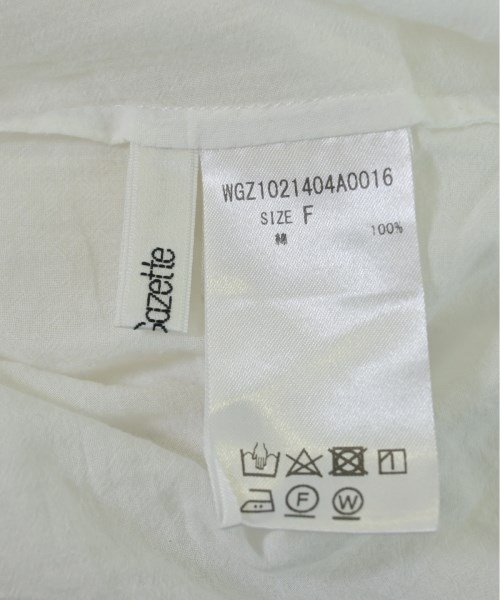 Gazette
WGZ1021404A0016
SIZE F
綿 100%
F W